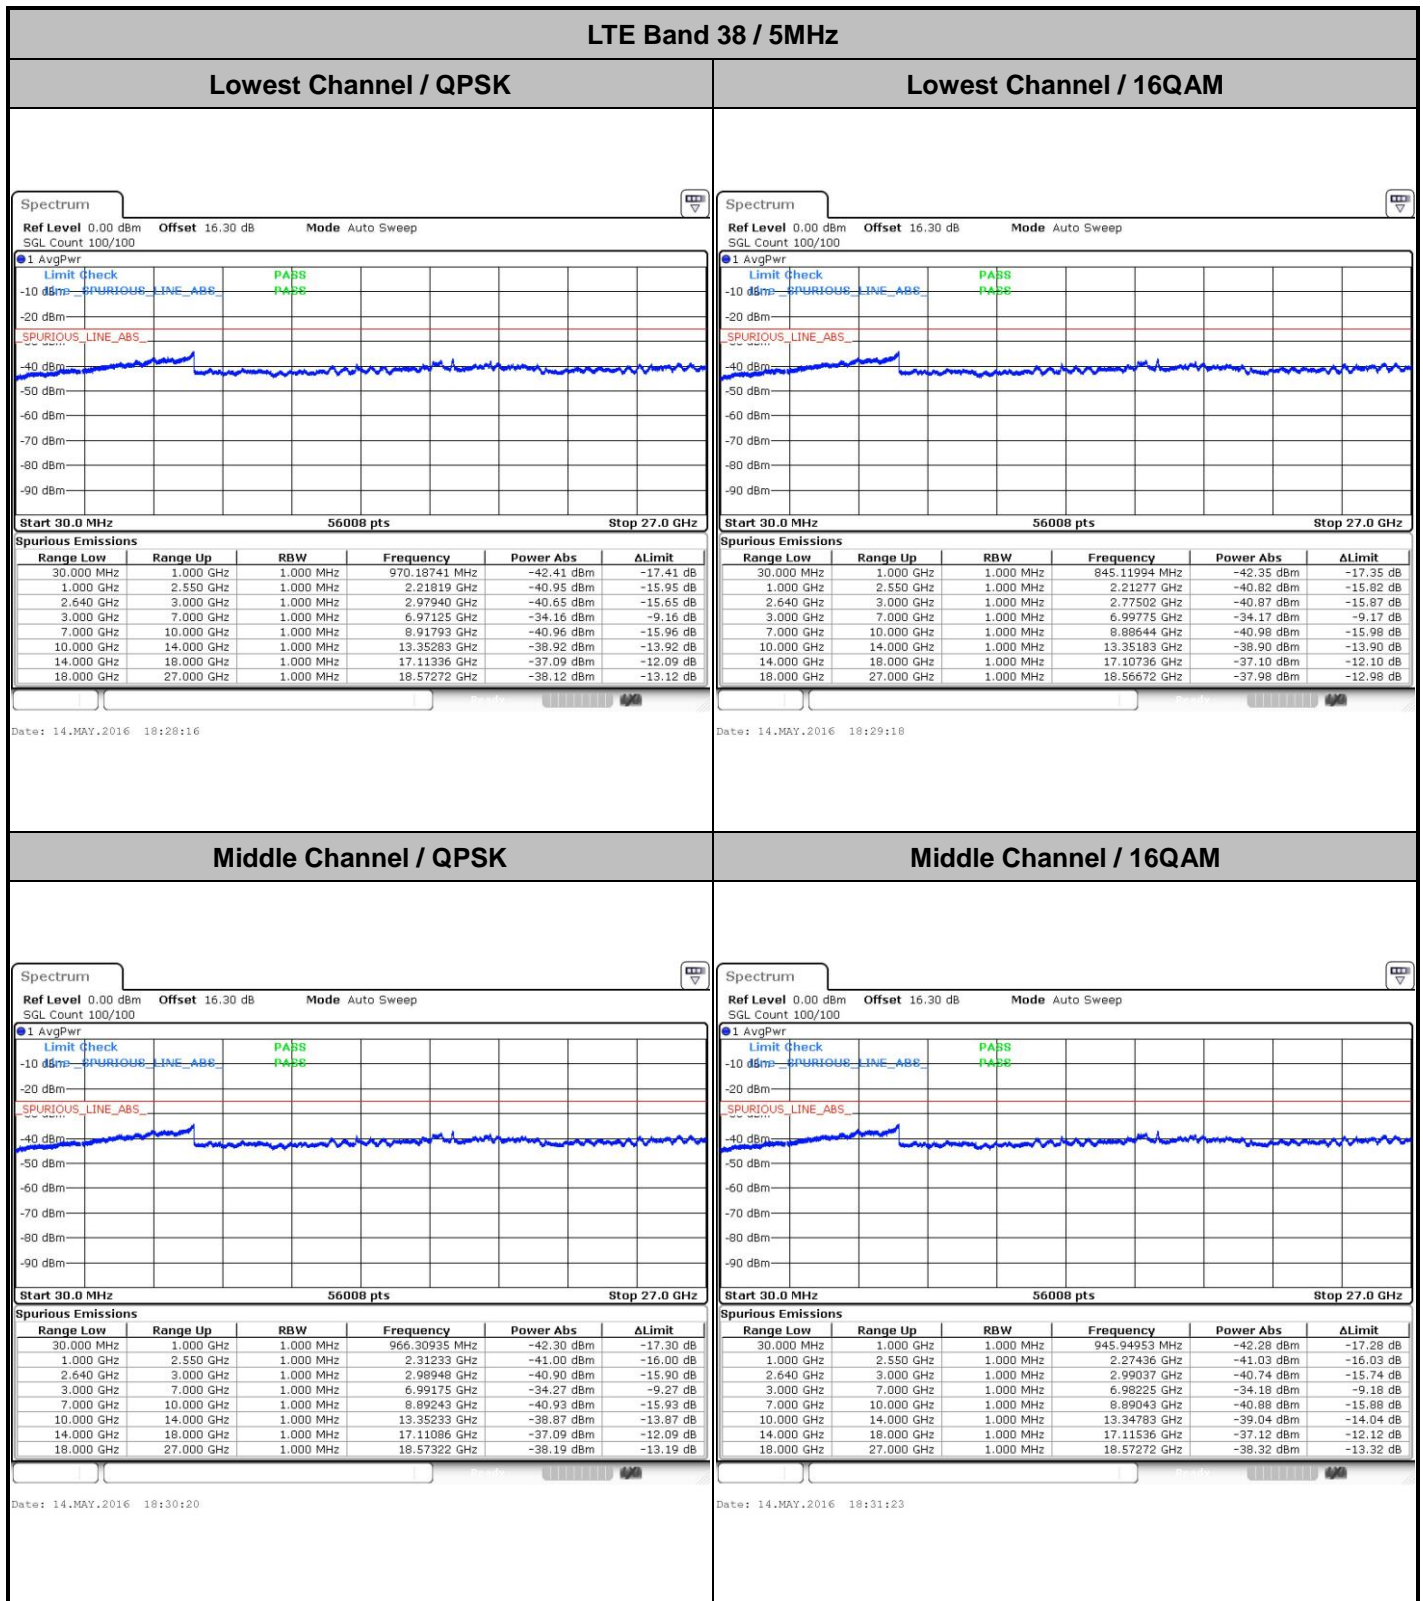 LTE Band 38 / 5MHz
Lowest Channel / QPSK
Lowest Channel / 16QAM
Spectrum
Ref Level 0.00 dBm Offset 16.30 dB Mode Auto Sweep
SGL Count 100/100
1 AvgPwr
Limit Check PASS
Line _SPURIOUS_LINE_ABS_ PASS
-10 dBm
-20 dBm
_SPURIOUS_LINE_ABS_
-40 dBm
-50 dBm
-60 dBm
-70 dBm
-80 dBm
-90 dBm
Start 30.0 MHz 56008 pts Stop 27.0 GHz
Spurious Emissions
Range Low Range Up RBW Frequency Power Abs ΔLimit
30.000 MHz 1.000 GHz 1.000 MHz 970.18741 MHz -42.41 dBm -17.41 dB
1.000 GHz 2.550 GHz 1.000 MHz 2.21819 GHz -40.95 dBm -15.95 dB
2.640 GHz 3.000 GHz 1.000 MHz 2.97940 GHz -40.65 dBm -15.65 dB
3.000 GHz 7.000 GHz 1.000 MHz 6.97125 GHz -34.16 dBm -9.16 dB
7.000 GHz 10.000 GHz 1.000 MHz 8.91793 GHz -40.96 dBm -15.96 dB
10.000 GHz 14.000 GHz 1.000 MHz 13.35283 GHz -38.92 dBm -13.92 dB
14.000 GHz 18.000 GHz 1.000 MHz 17.11336 GHz -37.09 dBm -12.09 dB
18.000 GHz 27.000 GHz 1.000 MHz 18.57272 GHz -38.12 dBm -13.12 dB
Date: 14.MAY.2016 18:28:16
Spectrum
Ref Level 0.00 dBm Offset 16.30 dB Mode Auto Sweep
SGL Count 100/100
1 AvgPwr
Limit Check PASS
Line _SPURIOUS_LINE_ABS_ PASS
-10 dBm
-20 dBm
_SPURIOUS_LINE_ABS_
-40 dBm
-50 dBm
-60 dBm
-70 dBm
-80 dBm
-90 dBm
Start 30.0 MHz 56008 pts Stop 27.0 GHz
Spurious Emissions
Range Low Range Up RBW Frequency Power Abs ΔLimit
30.000 MHz 1.000 GHz 1.000 MHz 845.11994 MHz -42.35 dBm -17.35 dB
1.000 GHz 2.550 GHz 1.000 MHz 2.21277 GHz -40.82 dBm -15.82 dB
2.640 GHz 3.000 GHz 1.000 MHz 2.77502 GHz -40.87 dBm -15.87 dB
3.000 GHz 7.000 GHz 1.000 MHz 6.99775 GHz -34.17 dBm -9.17 dB
7.000 GHz 10.000 GHz 1.000 MHz 8.88644 GHz -40.98 dBm -15.98 dB
10.000 GHz 14.000 GHz 1.000 MHz 13.35183 GHz -38.90 dBm -13.90 dB
14.000 GHz 18.000 GHz 1.000 MHz 17.10736 GHz -37.10 dBm -12.10 dB
18.000 GHz 27.000 GHz 1.000 MHz 18.56672 GHz -37.98 dBm -12.98 dB
Date: 14.MAY.2016 18:29:18
Middle Channel / QPSK
Middle Channel / 16QAM
Spectrum
Ref Level 0.00 dBm Offset 16.30 dB Mode Auto Sweep
SGL Count 100/100
1 AvgPwr
Limit Check PASS
Line _SPURIOUS_LINE_ABS_ PASS
-10 dBm
-20 dBm
_SPURIOUS_LINE_ABS_
-40 dBm
-50 dBm
-60 dBm
-70 dBm
-80 dBm
-90 dBm
Start 30.0 MHz 56008 pts Stop 27.0 GHz
Spurious Emissions
Range Low Range Up RBW Frequency Power Abs ΔLimit
30.000 MHz 1.000 GHz 1.000 MHz 966.30935 MHz -42.30 dBm -17.30 dB
1.000 GHz 2.550 GHz 1.000 MHz 2.31233 GHz -41.00 dBm -16.00 dB
2.640 GHz 3.000 GHz 1.000 MHz 2.98948 GHz -40.90 dBm -15.90 dB
3.000 GHz 7.000 GHz 1.000 MHz 6.99175 GHz -34.27 dBm -9.27 dB
7.000 GHz 10.000 GHz 1.000 MHz 8.89243 GHz -40.93 dBm -15.93 dB
10.000 GHz 14.000 GHz 1.000 MHz 13.35233 GHz -38.87 dBm -13.87 dB
14.000 GHz 18.000 GHz 1.000 MHz 17.11086 GHz -37.09 dBm -12.09 dB
18.000 GHz 27.000 GHz 1.000 MHz 18.57322 GHz -38.19 dBm -13.19 dB
Date: 14.MAY.2016 18:30:20
Spectrum
Ref Level 0.00 dBm Offset 16.30 dB Mode Auto Sweep
SGL Count 100/100
1 AvgPwr
Limit Check PASS
Line _SPURIOUS_LINE_ABS_ PASS
-10 dBm
-20 dBm
_SPURIOUS_LINE_ABS_
-40 dBm
-50 dBm
-60 dBm
-70 dBm
-80 dBm
-90 dBm
Start 30.0 MHz 56008 pts Stop 27.0 GHz
Spurious Emissions
Range Low Range Up RBW Frequency Power Abs ΔLimit
30.000 MHz 1.000 GHz 1.000 MHz 945.94953 MHz -42.28 dBm -17.28 dB
1.000 GHz 2.550 GHz 1.000 MHz 2.27436 GHz -41.03 dBm -16.03 dB
2.640 GHz 3.000 GHz 1.000 MHz 2.99037 GHz -40.74 dBm -15.74 dB
3.000 GHz 7.000 GHz 1.000 MHz 6.98225 GHz -34.18 dBm -9.18 dB
7.000 GHz 10.000 GHz 1.000 MHz 8.89043 GHz -40.88 dBm -15.88 dB
10.000 GHz 14.000 GHz 1.000 MHz 13.34783 GHz -39.04 dBm -14.04 dB
14.000 GHz 18.000 GHz 1.000 MHz 17.11536 GHz -37.12 dBm -12.12 dB
18.000 GHz 27.000 GHz 1.000 MHz 18.57272 GHz -38.32 dBm -13.32 dB
Date: 14.MAY.2016 18:31:23